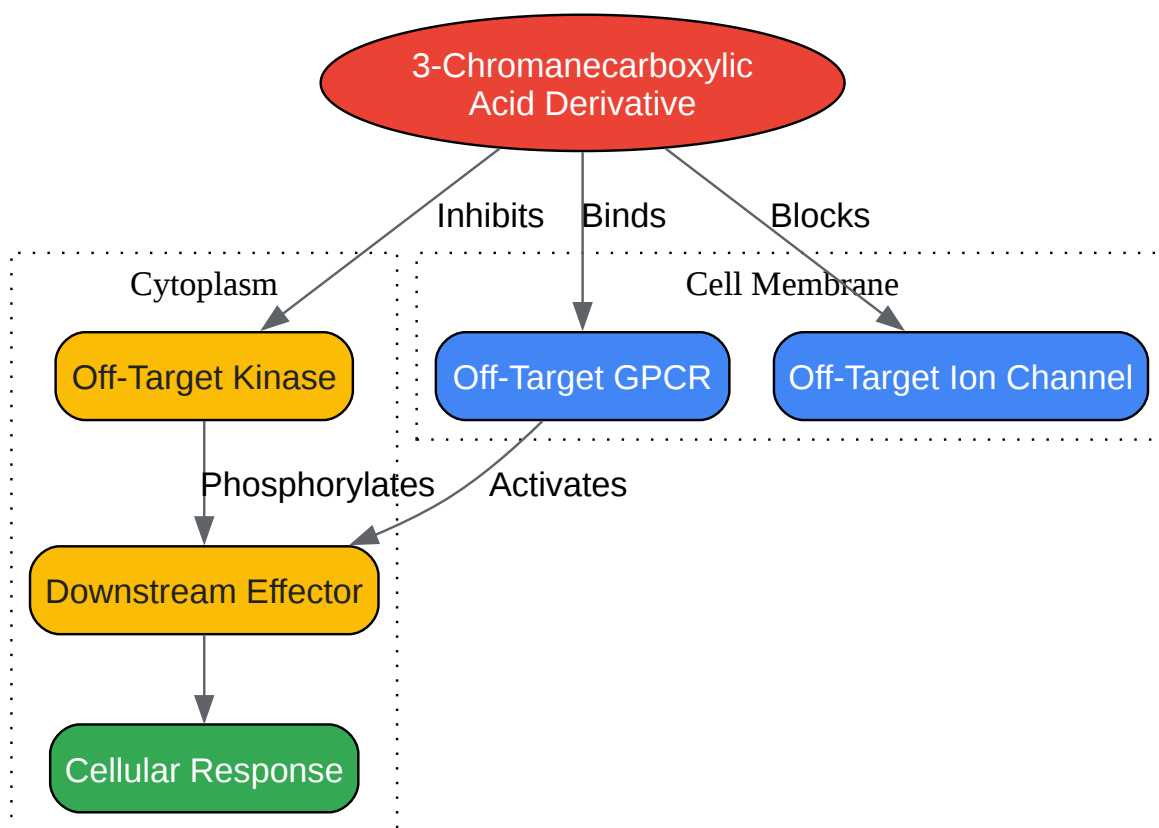 3-Chromanecarboxylic
Acid Derivative
Inhibits
Binds
Blocks
Cytoplasm
Cell Membrane
Off-Target Kinase
Off-Target GPCR
Off-Target Ion Channel
Phosphorylates
Activates
Downstream Effector
Cellular Response